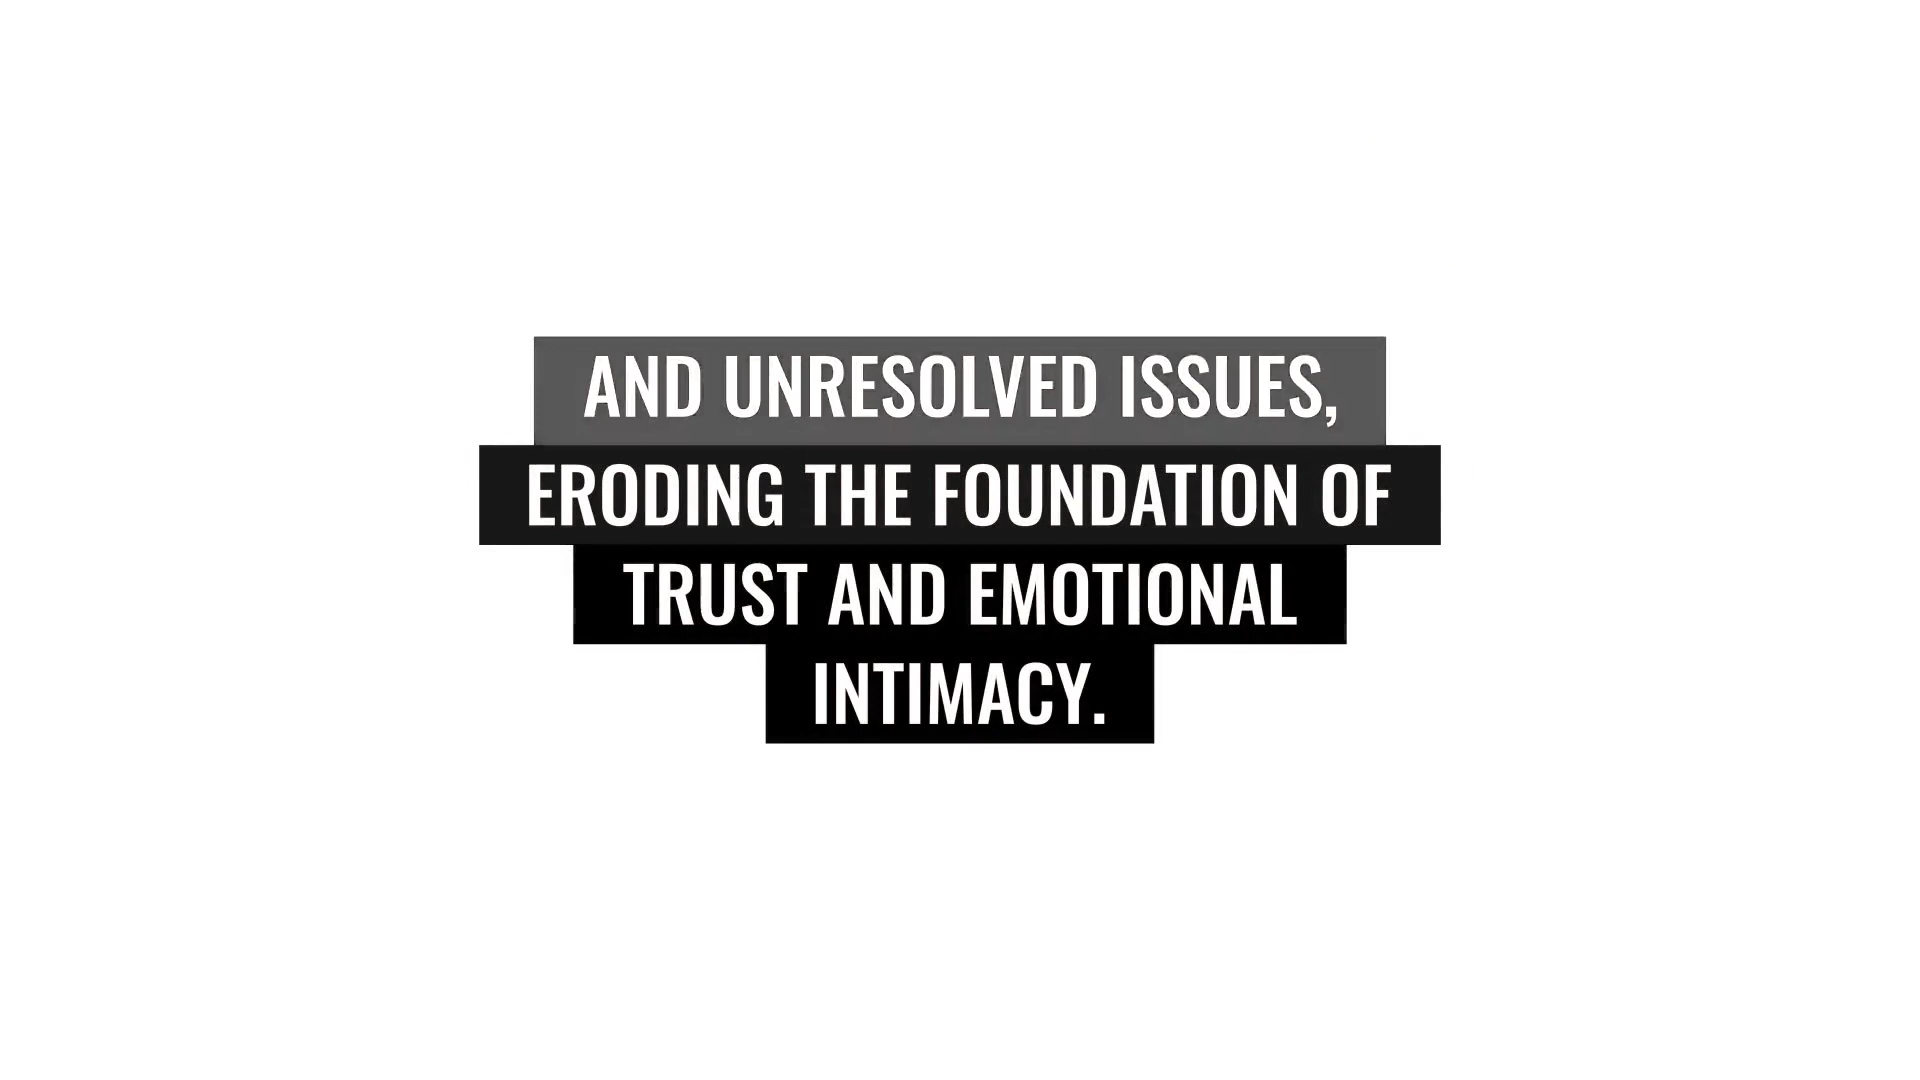 AND UNRESOLVED ISSUES,
ERODING THE FOUNDATION OF
TRUST AND EMOTIONAL
INTIMACY.